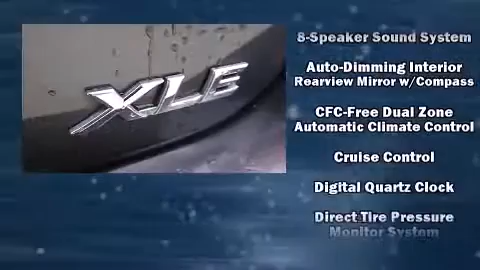 XLE
8-Speaker Sound System
Auto-Dimming Interior
Rearview Mirror w/Compass
CFC-Free Dual Zone
Automatic Climate Control
Cruise Control
Digital Quartz Clock
Direct Tire Pressure
Monitor System